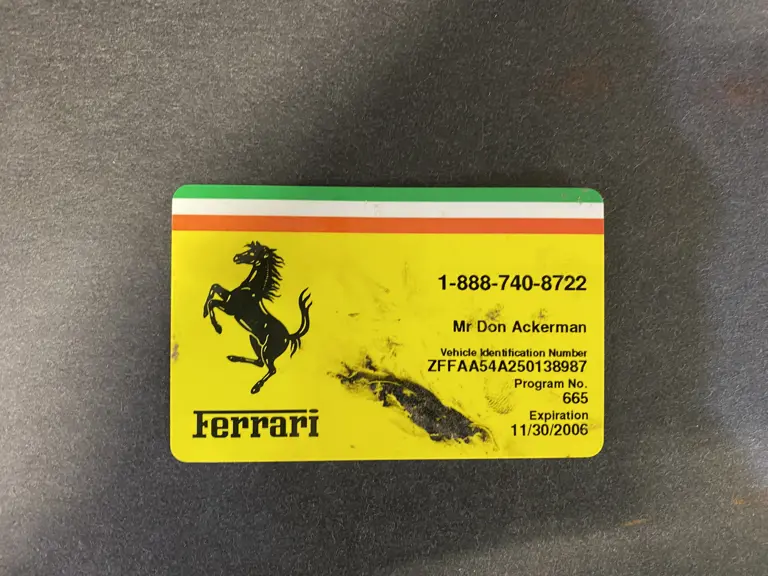 1-888-740-8722
Mr Don Ackerman
Vehicle Identification Number
ZFFAA54A250138987
Program No.
665
Expiration
11/30/2006
Ferrari